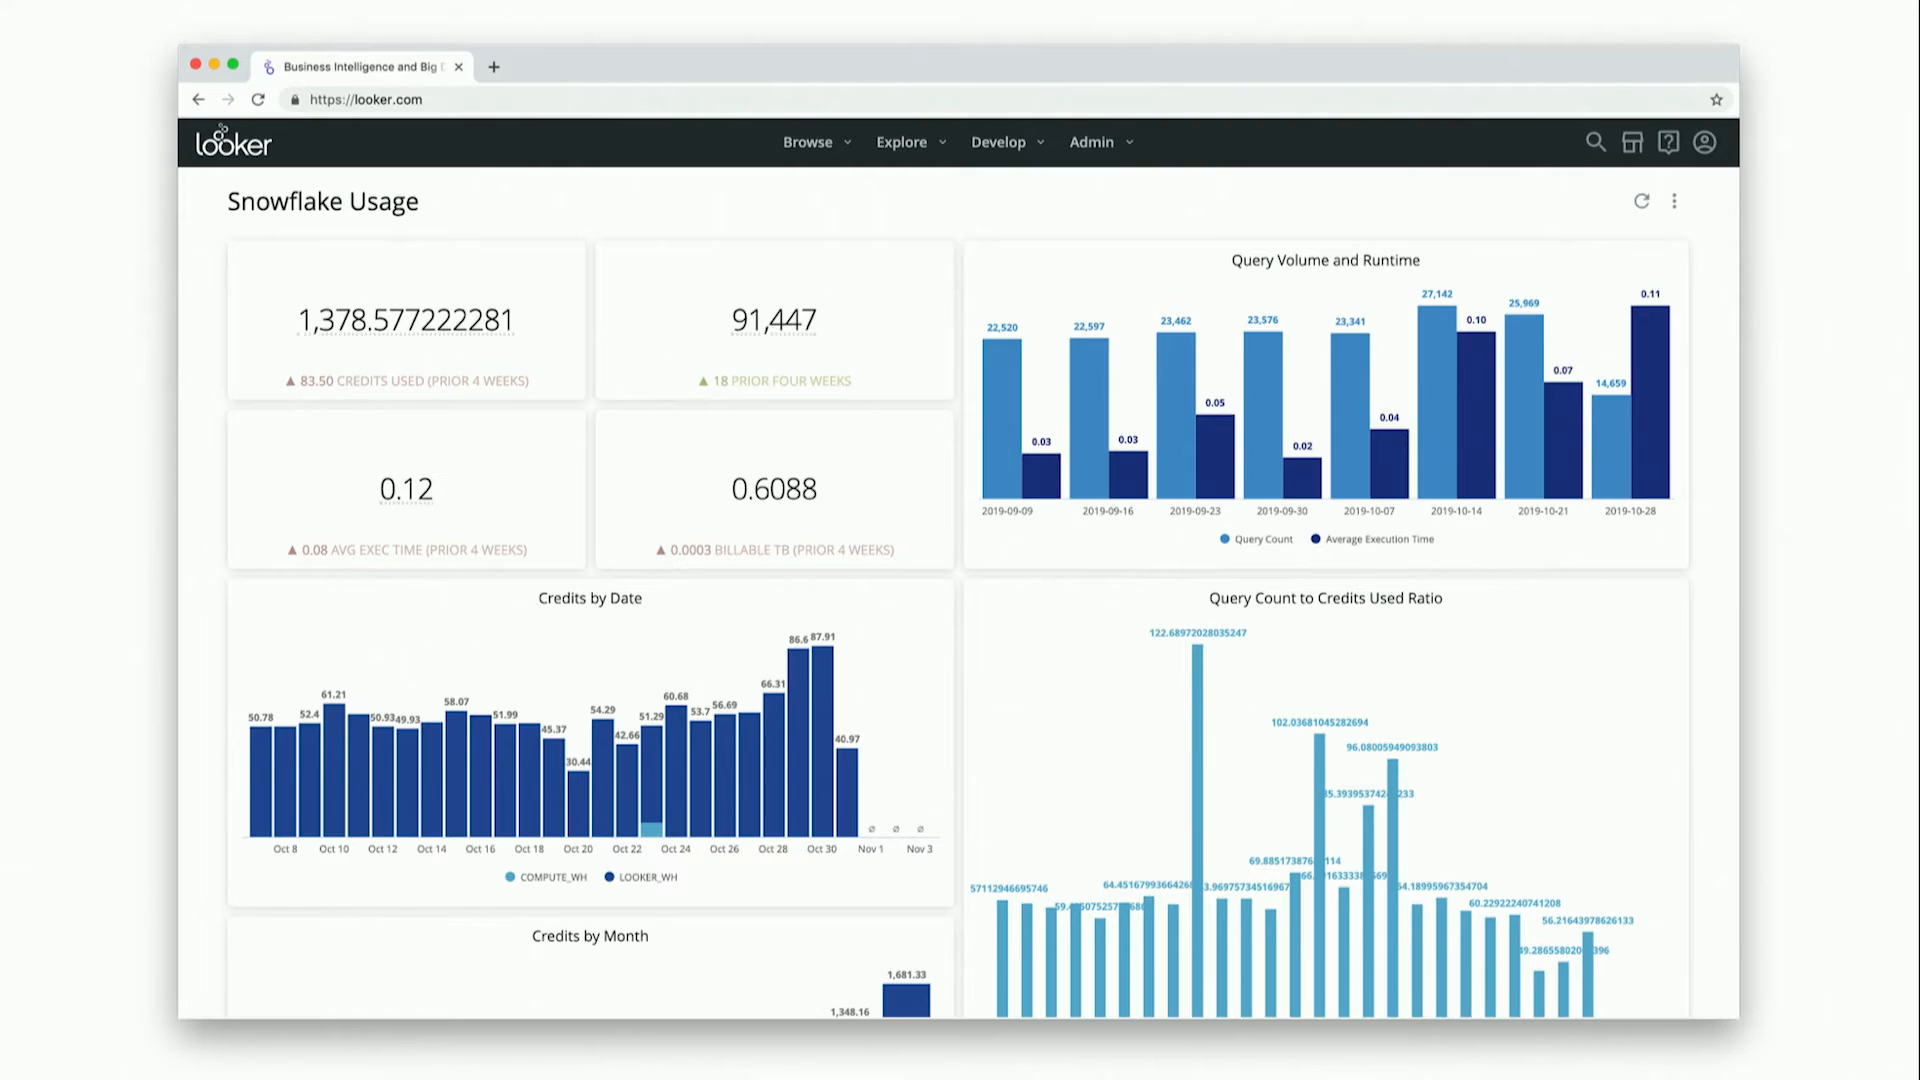 Business Intelligence and Big
https://looker.com
looker
Browse
Explore
Develop
Admin
Snowflake Usage
1,378.577222281
▲ 83.50 CREDITS USED (PRIOR 4 WEEKS)
91,447
▲ 18 PRIOR FOUR WEEKS
0.12
▲ 0.08 AVG EXEC TIME (PRIOR 4 WEEKS)
0.6088
▲ 0.0003 BILLABLE TB (PRIOR 4 WEEKS)
Query Volume and Runtime
22,520 22,597 23,462 23,576 23,341 27,142 25,969 14,659
0.03 0.03 0.05 0.02 0.04 0.10 0.07 0.11
2019-09-09 2019-09-16 2019-09-23 2019-09-30 2019-10-07 2019-10-14 2019-10-21 2019-10-28
Query Count Average Execution Time
Credits by Date
50.78 52.4 61.21 50.93 49.93 58.07 51.99 45.37 30.44 54.29 42.66 51.29 60.68 53.7 56.69 66.31 86.6 87.91 40.97 ∅ ∅ ∅
Oct 8 Oct 10 Oct 12 Oct 14 Oct 16 Oct 18 Oct 20 Oct 22 Oct 24 Oct 26 Oct 28 Oct 30 Nov 1 Nov 3
COMPUTE_WH LOOKER_WH
Query Count to Credits Used Ratio
122.68972028035247
102.03681045282694
96.08005949093803
57112946695746
60.22922240741208
56.21643978626133
Credits by Month
1,681.33
1,348.16